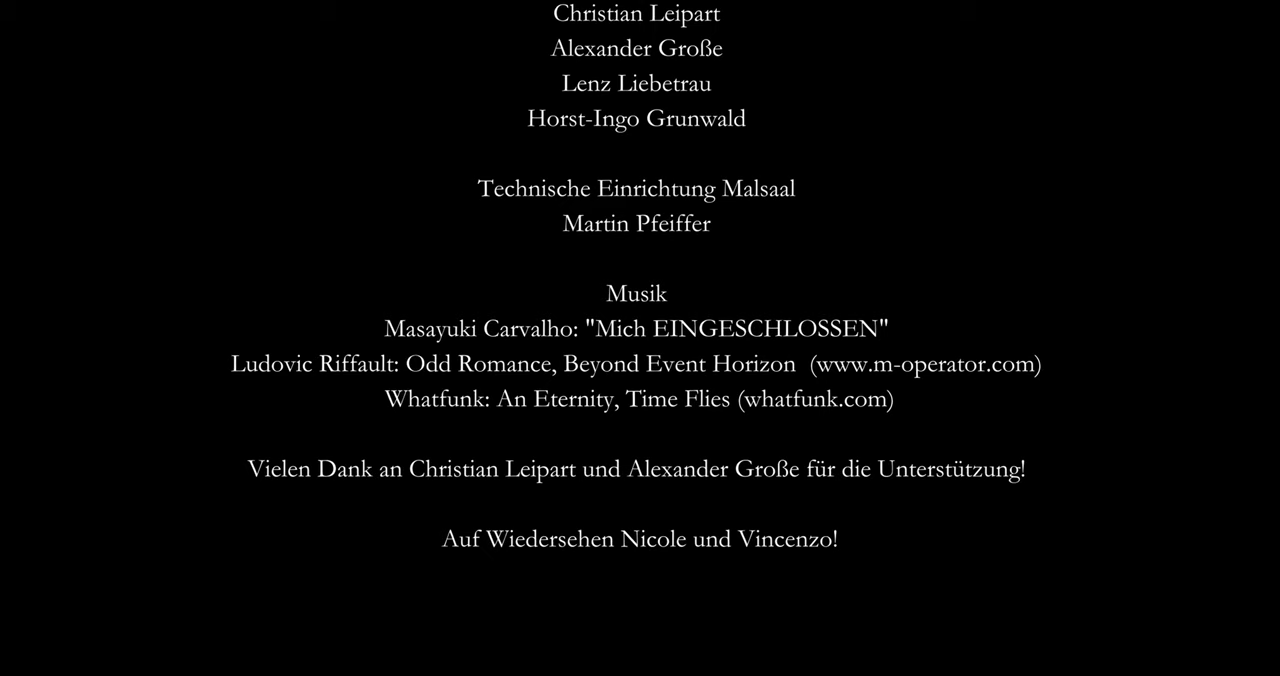 Christian Leipart
Alexander Große
Lenz Liebetrau
Horst-Ingo Grunwald
Technische Einrichtung Malsaal
Martin Pfeiffer
Musik
Masayuki Carvalho: "Mich EINGESCHLOSSEN"
Ludovic Riffault: Odd Romance, Beyond Event Horizon (www.m-operator.com)
Whatfunk: An Eternity, Time Flies (whatfunk.com)
Vielen Dank an Christian Leipart und Alexander Große für die Unterstützung!
Auf Wiedersehen Nicole und Vincenzo!